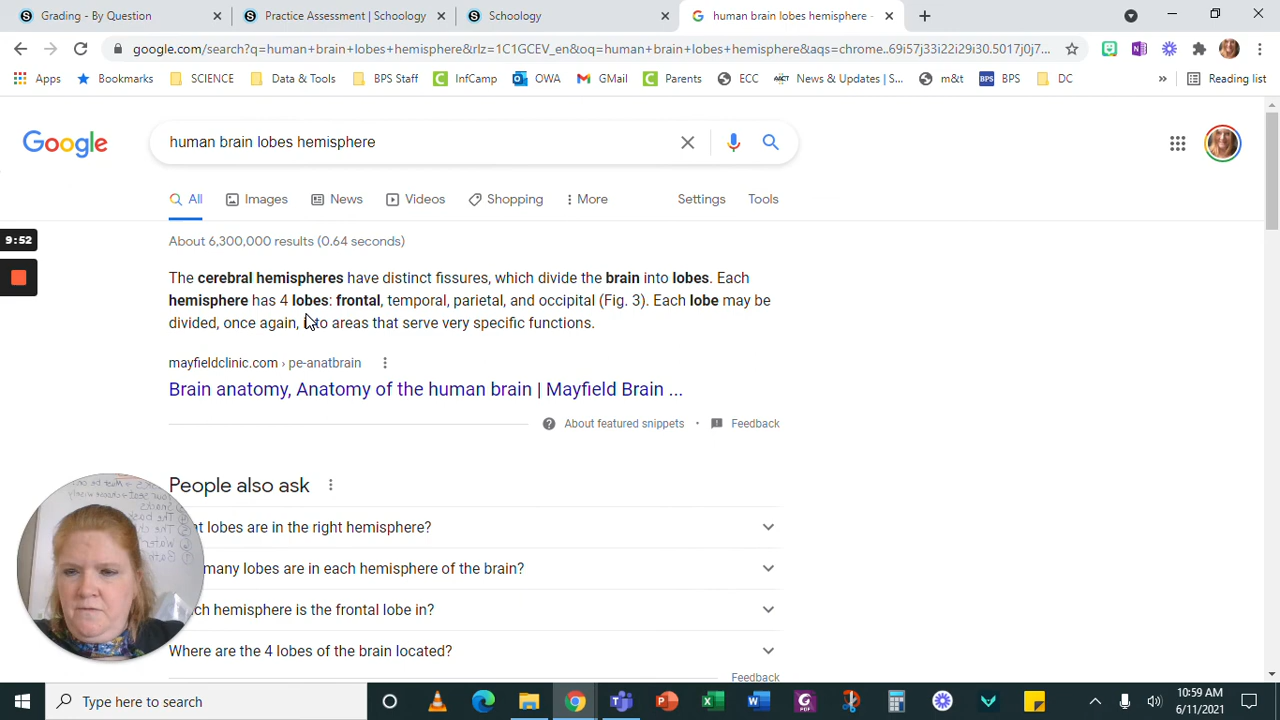 Grading - By Question
Practice Assessment | Schoology
Schoology
human brain lobes hemisphere -
google.com/search?q=human+brain+lobes+hemisphere&rlz=1C1GCEV_en&oq=human+brain+lobes+hemisphere&aqs=chrome..69i57j33i22i29i30.5017j0j7...
Apps Bookmarks SCIENCE Data & Tools BPS Staff InfCamp OWA GMail Parents ECC News & Updates | S... m&t BPS BPS DC » Reading list
Google
human brain lobes hemisphere
All Images News Videos Shopping More Settings Tools
About 6,300,000 results (0.64 seconds)
9:52
The cerebral hemispheres have distinct fissures, which divide the brain into lobes. Each
hemisphere has 4 lobes: frontal, temporal, parietal, and occipital (Fig. 3). Each lobe may be
divided, once again, into areas that serve very specific functions.
mayfieldclinic.com › pe-anatbrain
Brain anatomy, Anatomy of the human brain | Mayfield Brain ...
About featured snippets • Feedback
People also ask
lobes are in the right hemisphere?
many lobes are in each hemisphere of the brain?
hemisphere is the frontal lobe in?
Where are the 4 lobes of the brain located?
Feedback
Type here to search
10:59 AM
6/11/2021